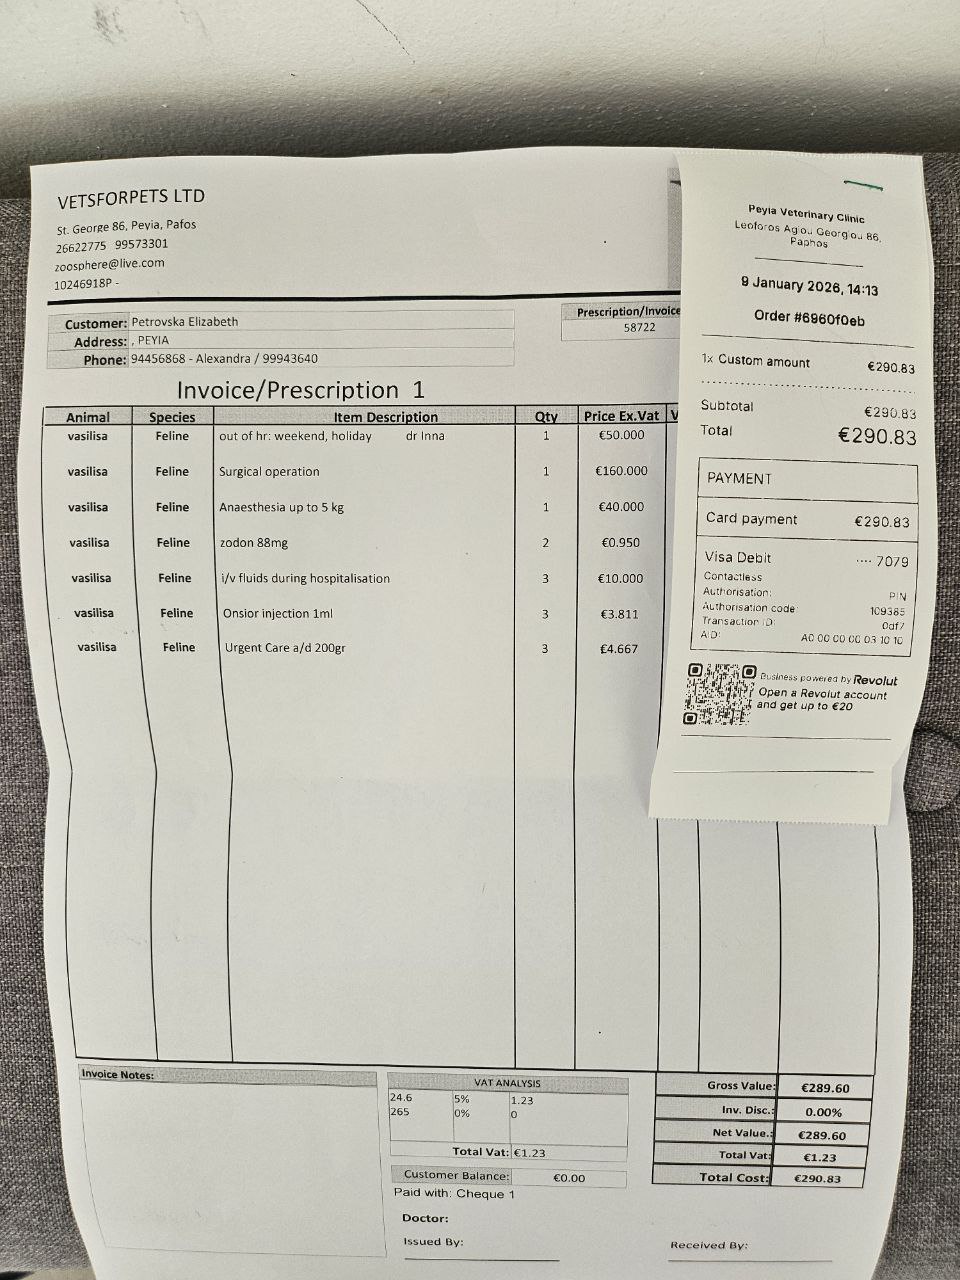 VETSFORPETS LTD
St. George 86, Peyia, Pafos
26622775 99573301
zoosphere@live.com
10246918P -
Customer: Petrovska Elizabeth
Address: , PEYIA
Phone: 94456868 - Alexandra / 99943640
Prescription/Invoice
58722
Invoice/Prescription 1
Animal Species Item Description Qty Price Ex.Vat V
vasilisa Feline out of hr: weekend, holiday dr Inna 1 €50.000
vasilisa Feline Surgical operation 1 €160.000
vasilisa Feline Anaesthesia up to 5 kg 1 €40.000
vasilisa Feline zodon 88mg 2 €0.950
vasilisa Feline i/v fluids during hospitalisation 3 €10.000
vasilisa Feline Onsior injection 1ml 3 €3.811
vasilisa Feline Urgent Care a/d 200gr 3 €4.667
Invoice Notes:
VAT ANALYSIS
24.6 5% 1.23
265 0% 0
Total Vat: €1.23
Customer Balance: €0.00
Paid with: Cheque 1
Doctor:
Issued By:
Gross Value: €289.60
Inv. Disc.: 0.00%
Net Value.: €289.60
Total Vat: €1.23
Total Cost: €290.83
Received By:
Peyia Veterinary Clinic
Leoforos Agiou Georgiou 86,
Paphos
9 January 2026, 14:13
Order #6960f0eb
1x Custom amount €290.83
Subtotal €290.83
Total €290.83
PAYMENT
Card payment €290.83
Visa Debit ···· 7079
Contactless
Authorisation: PIN
Authorisation code: 109385
Transaction ID: 0df7
AID: A0 00 00 00 03 10 10
Business powered by Revolut
Open a Revolut account
and get up to €20